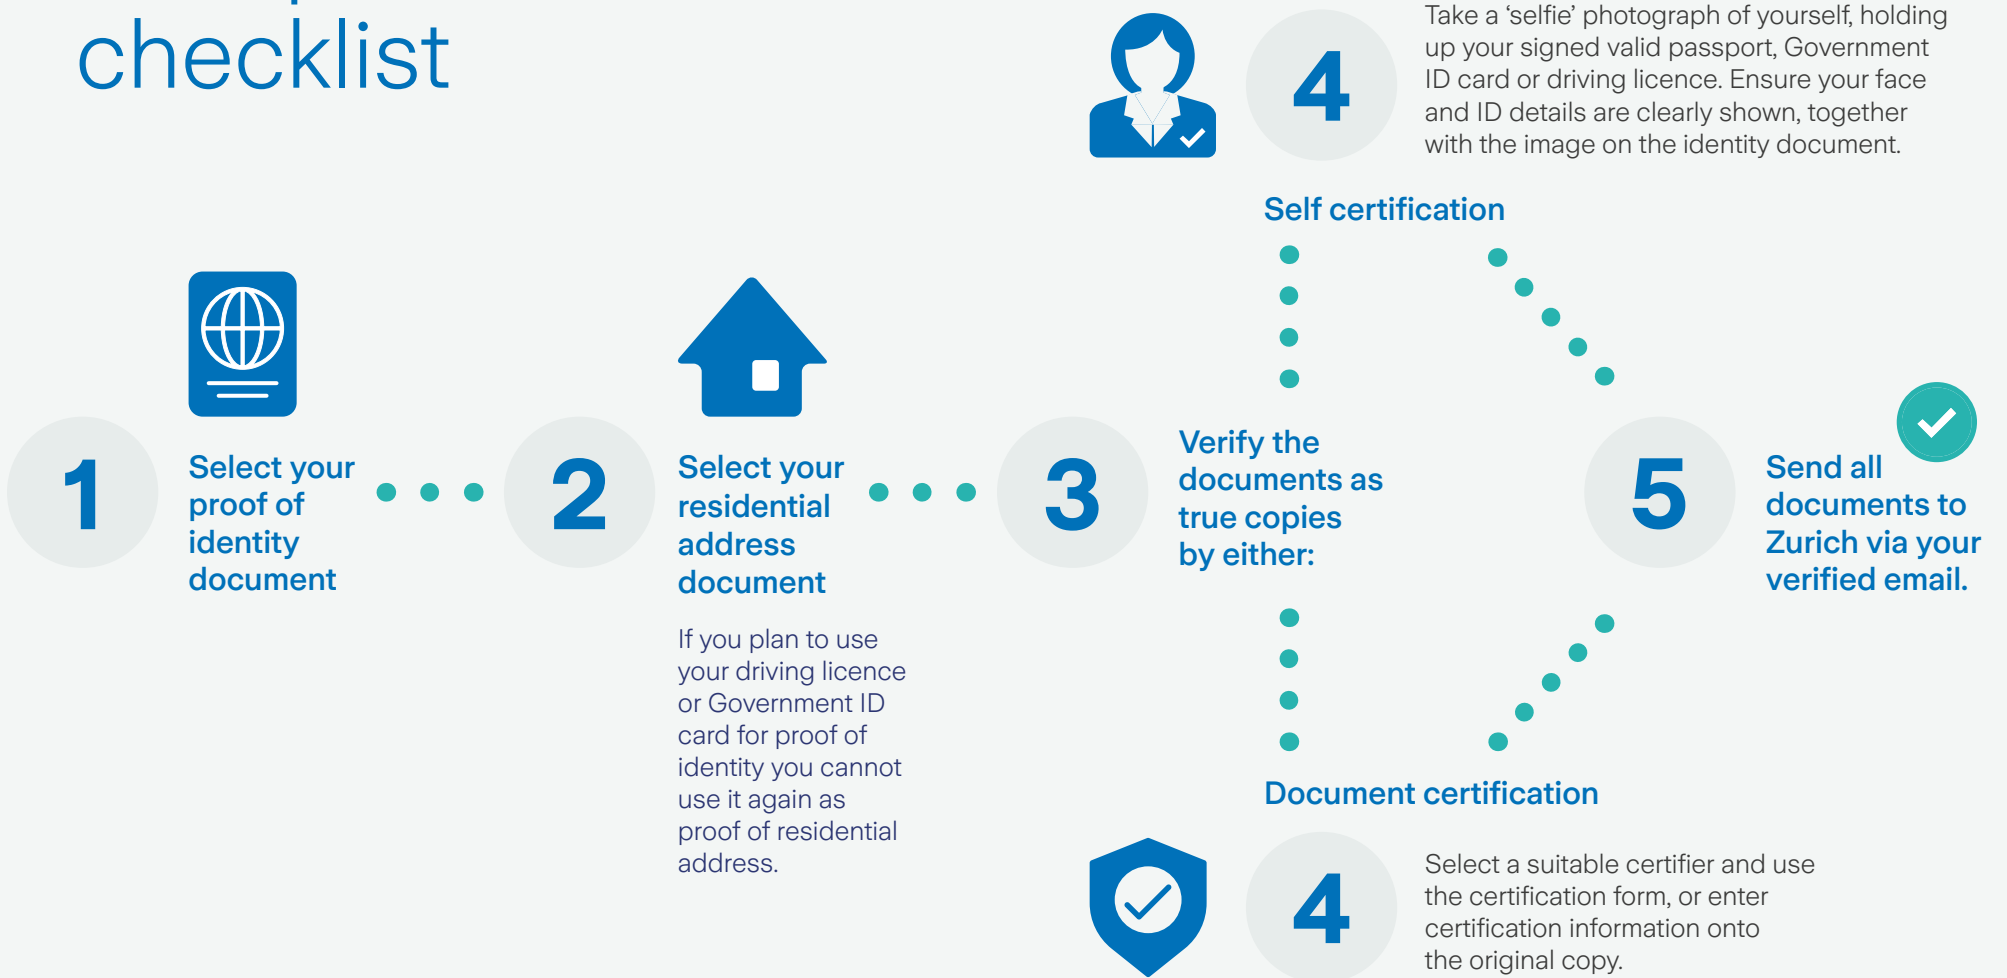 checklist
1
Select your
proof of
identity
document
2
Select your
residential
address
document
If you plan to use
your driving licence
or Government ID
card for proof of
identity you cannot
use it again as
proof of residential
address.
3
Verify the
documents as
true copies
by either:
4
Take a ‘selfie’ photograph of yourself, holding
up your signed valid passport, Government
ID card or driving licence. Ensure your face
and ID details are clearly shown, together
with the image on the identity document.
Self certification
Document certification
4
Select a suitable certifier and use
the certification form, or enter
certification information onto
the original copy.
5
Send all
documents to
Zurich via your
verified email.